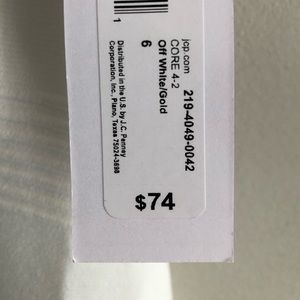 jcp.com
219-4049-0042
CORE 4-2
Off White/Gold
6
1
Distributed in the U.S. by J.C. Penney
Corporation, Inc., Plano, Texas 75024-3698
$74